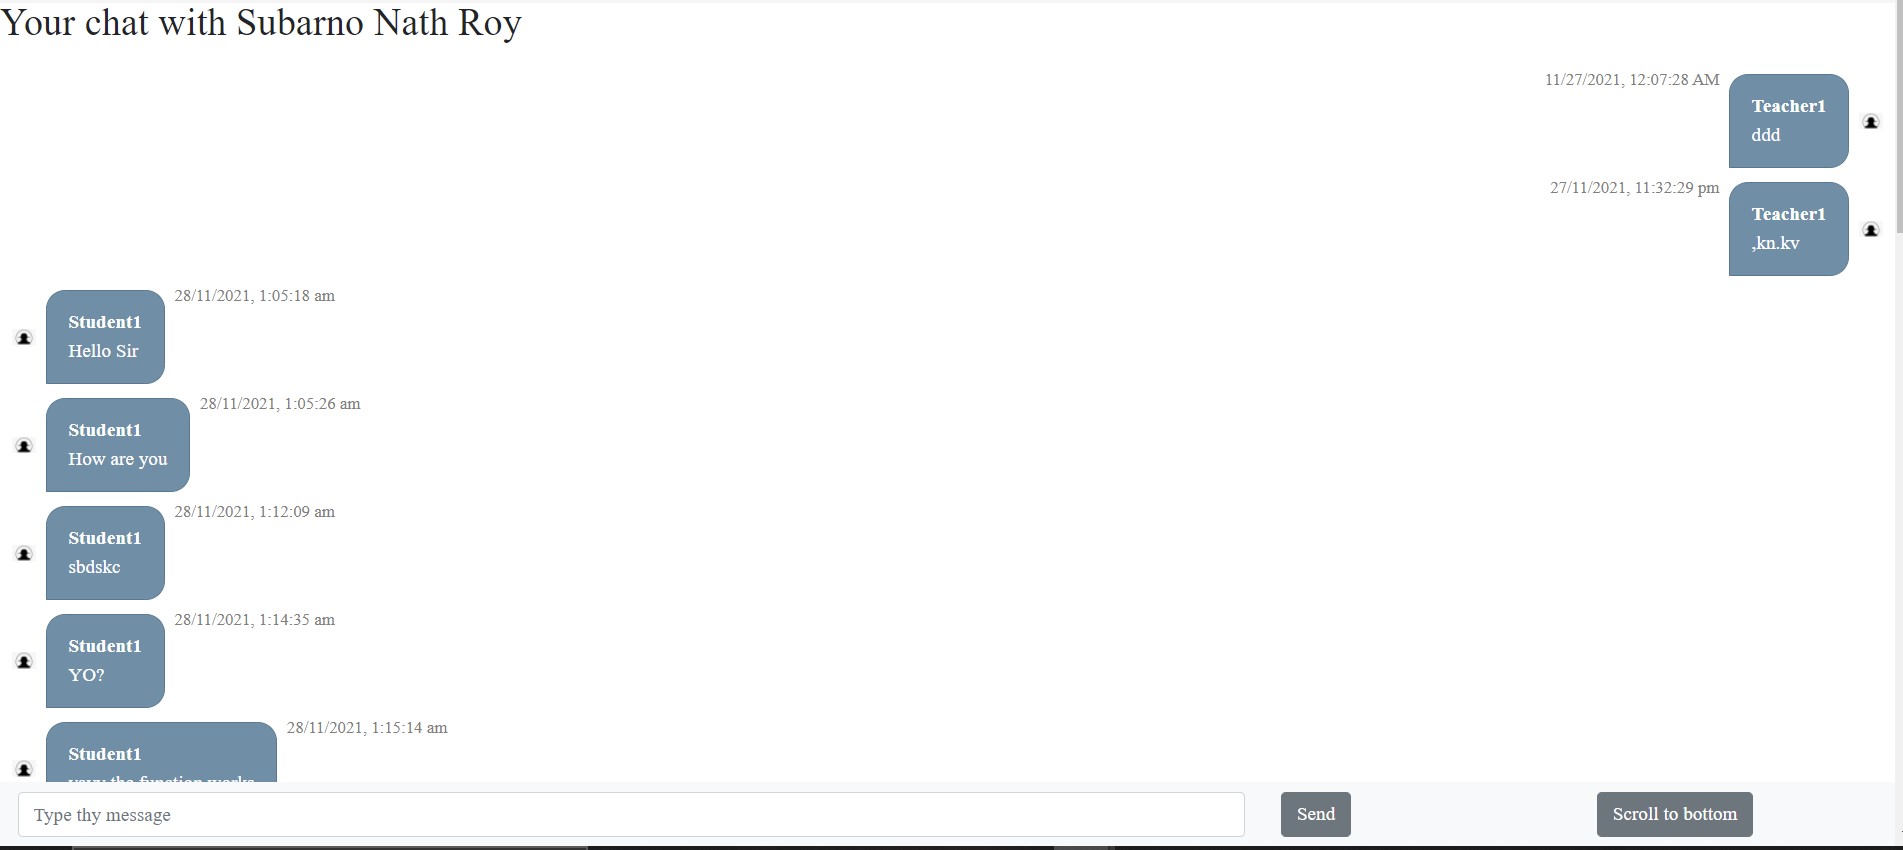 Your chat with Subarno Nath Roy
11/27/2021, 12:07:28 AM
Teacher1
ddd
27/11/2021, 11:32:29 pm
Teacher1
,kn.kv
28/11/2021, 1:05:18 am
Student1
Hello Sir
28/11/2021, 1:05:26 am
Student1
How are you
28/11/2021, 1:12:09 am
Student1
sbdskc
28/11/2021, 1:14:35 am
Student1
YO?
28/11/2021, 1:15:14 am
Student1
the function works
Type thy message
Send
Scroll to bottom